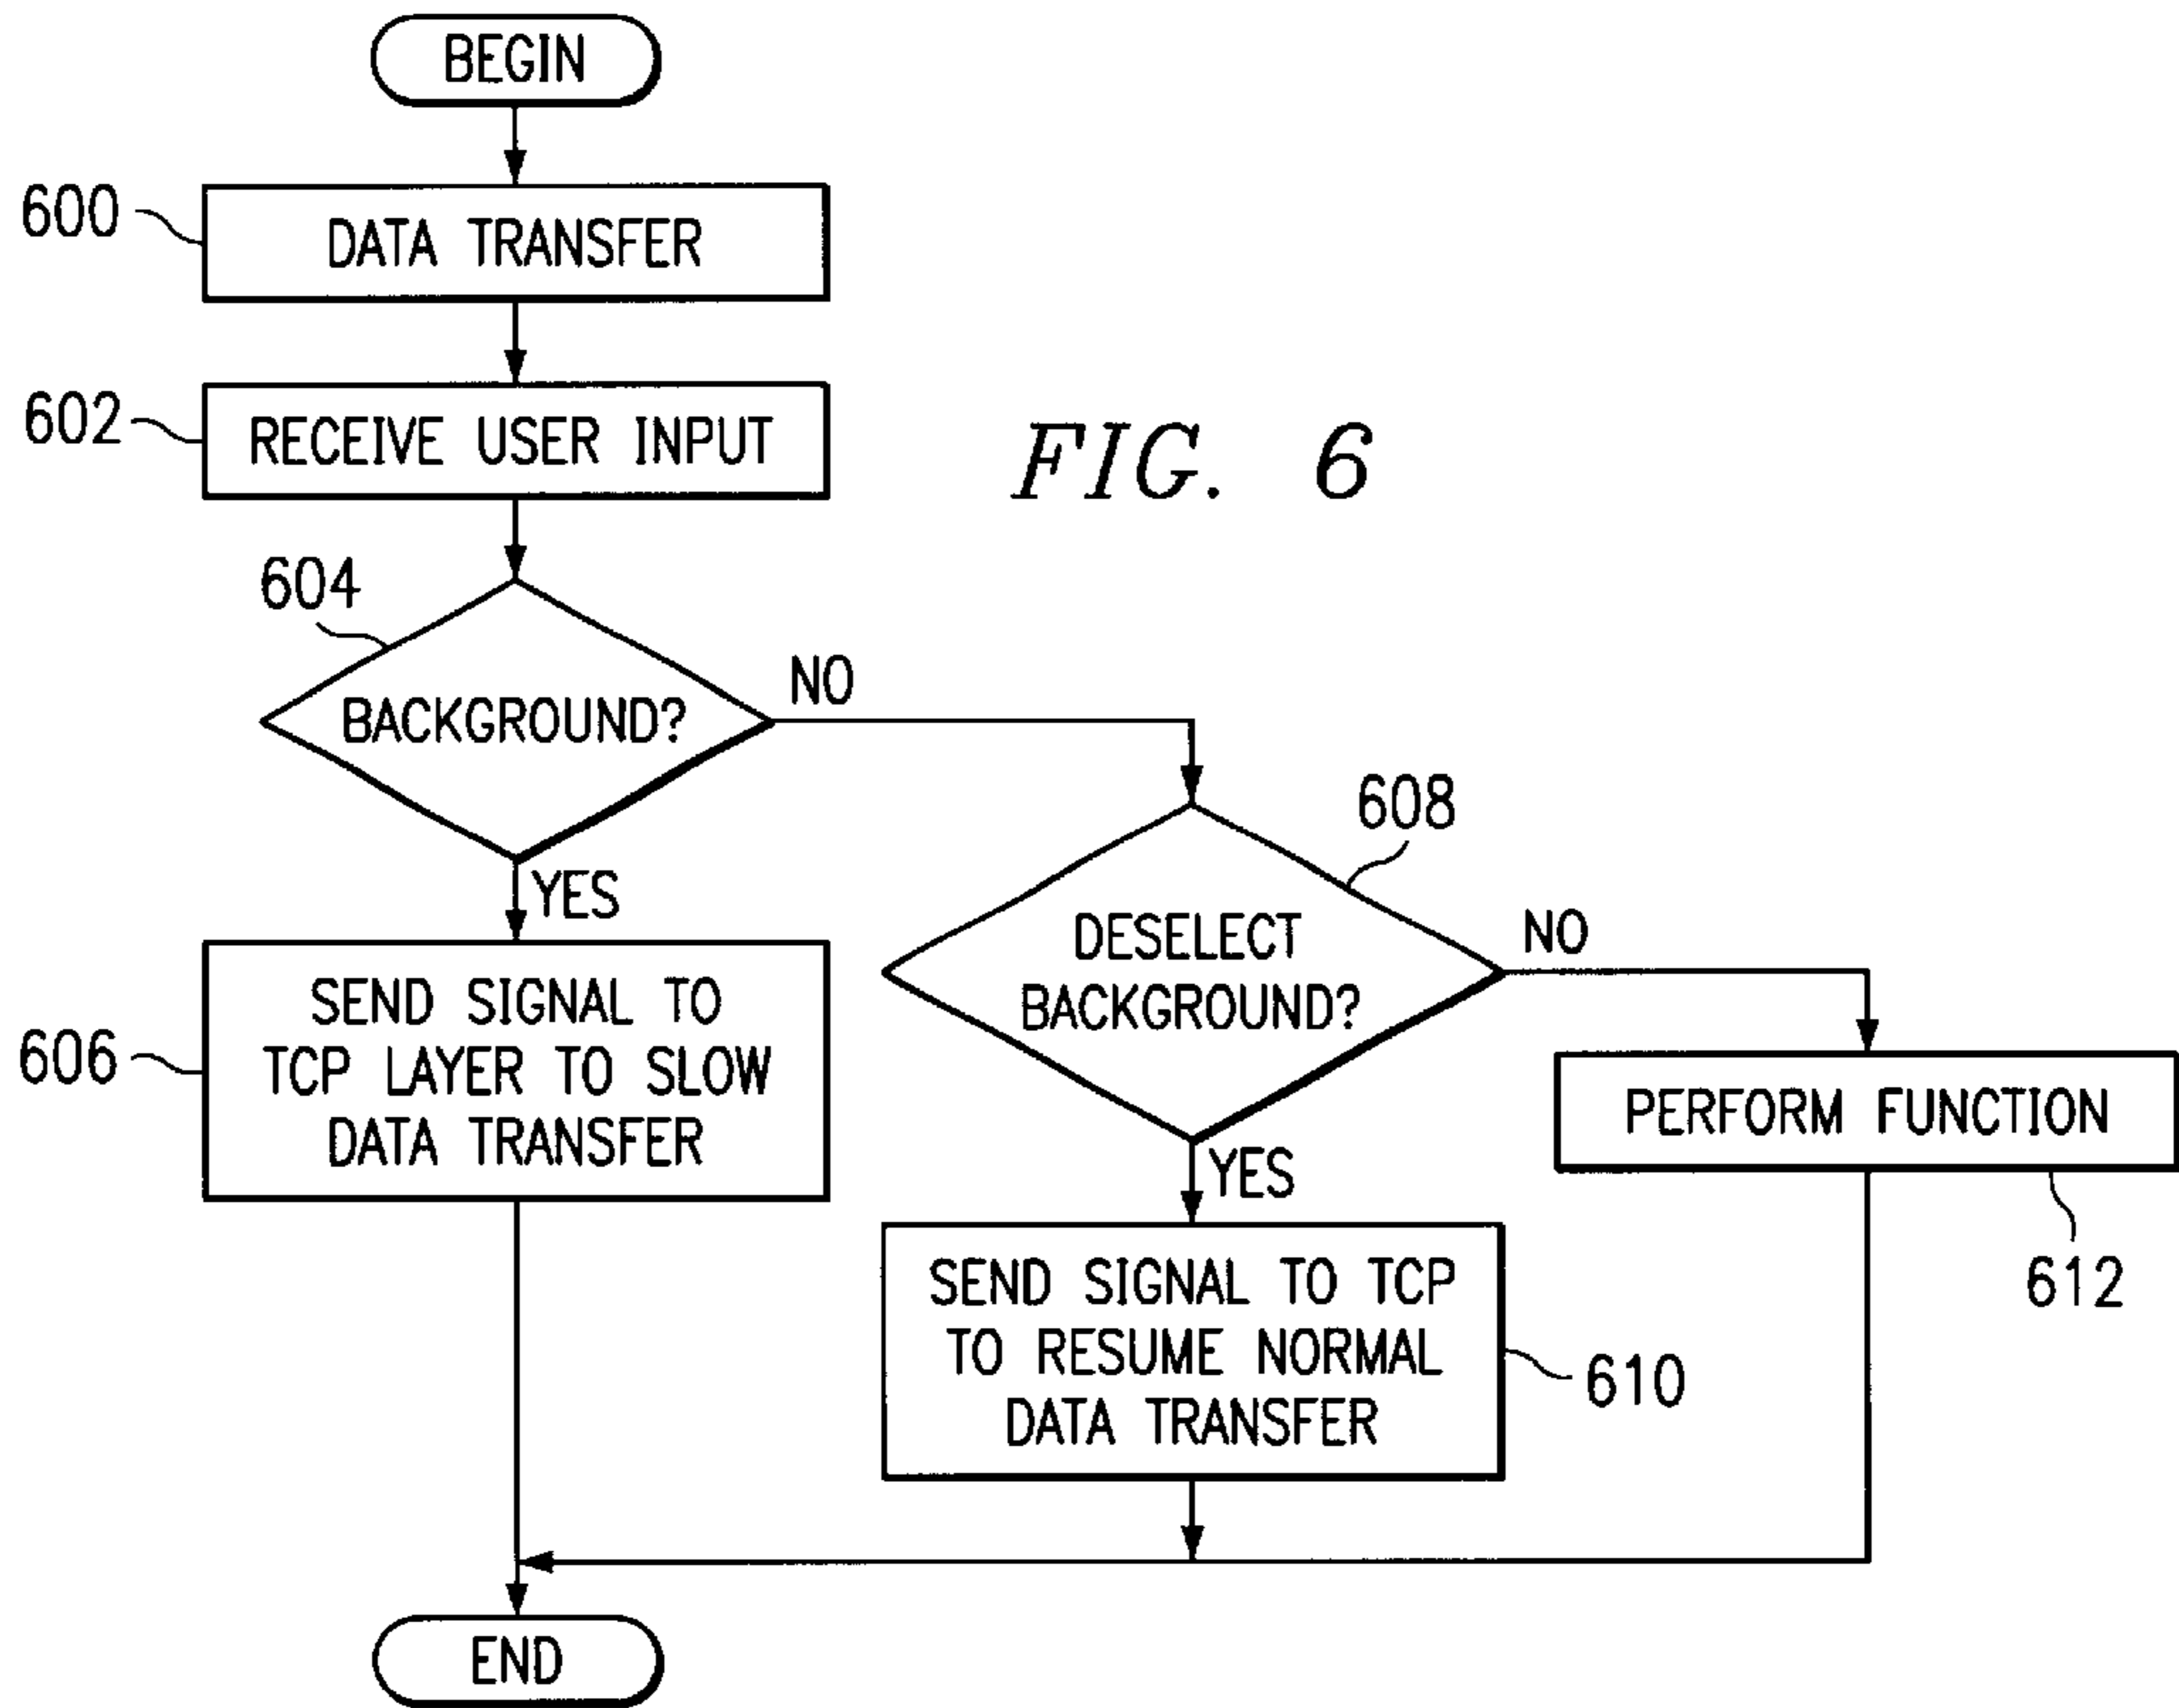 BEGIN
600
DATA TRANSFER
602
RECEIVE USER INPUT
FIG. 6
604
BACKGROUND?
NO
YES
608
DESELECT
BACKGROUND?
NO
YES
606
SEND SIGNAL TO
TCP LAYER TO SLOW
DATA TRANSFER
PERFORM FUNCTION
612
SEND SIGNAL TO TCP
TO RESUME NORMAL
DATA TRANSFER
610
END